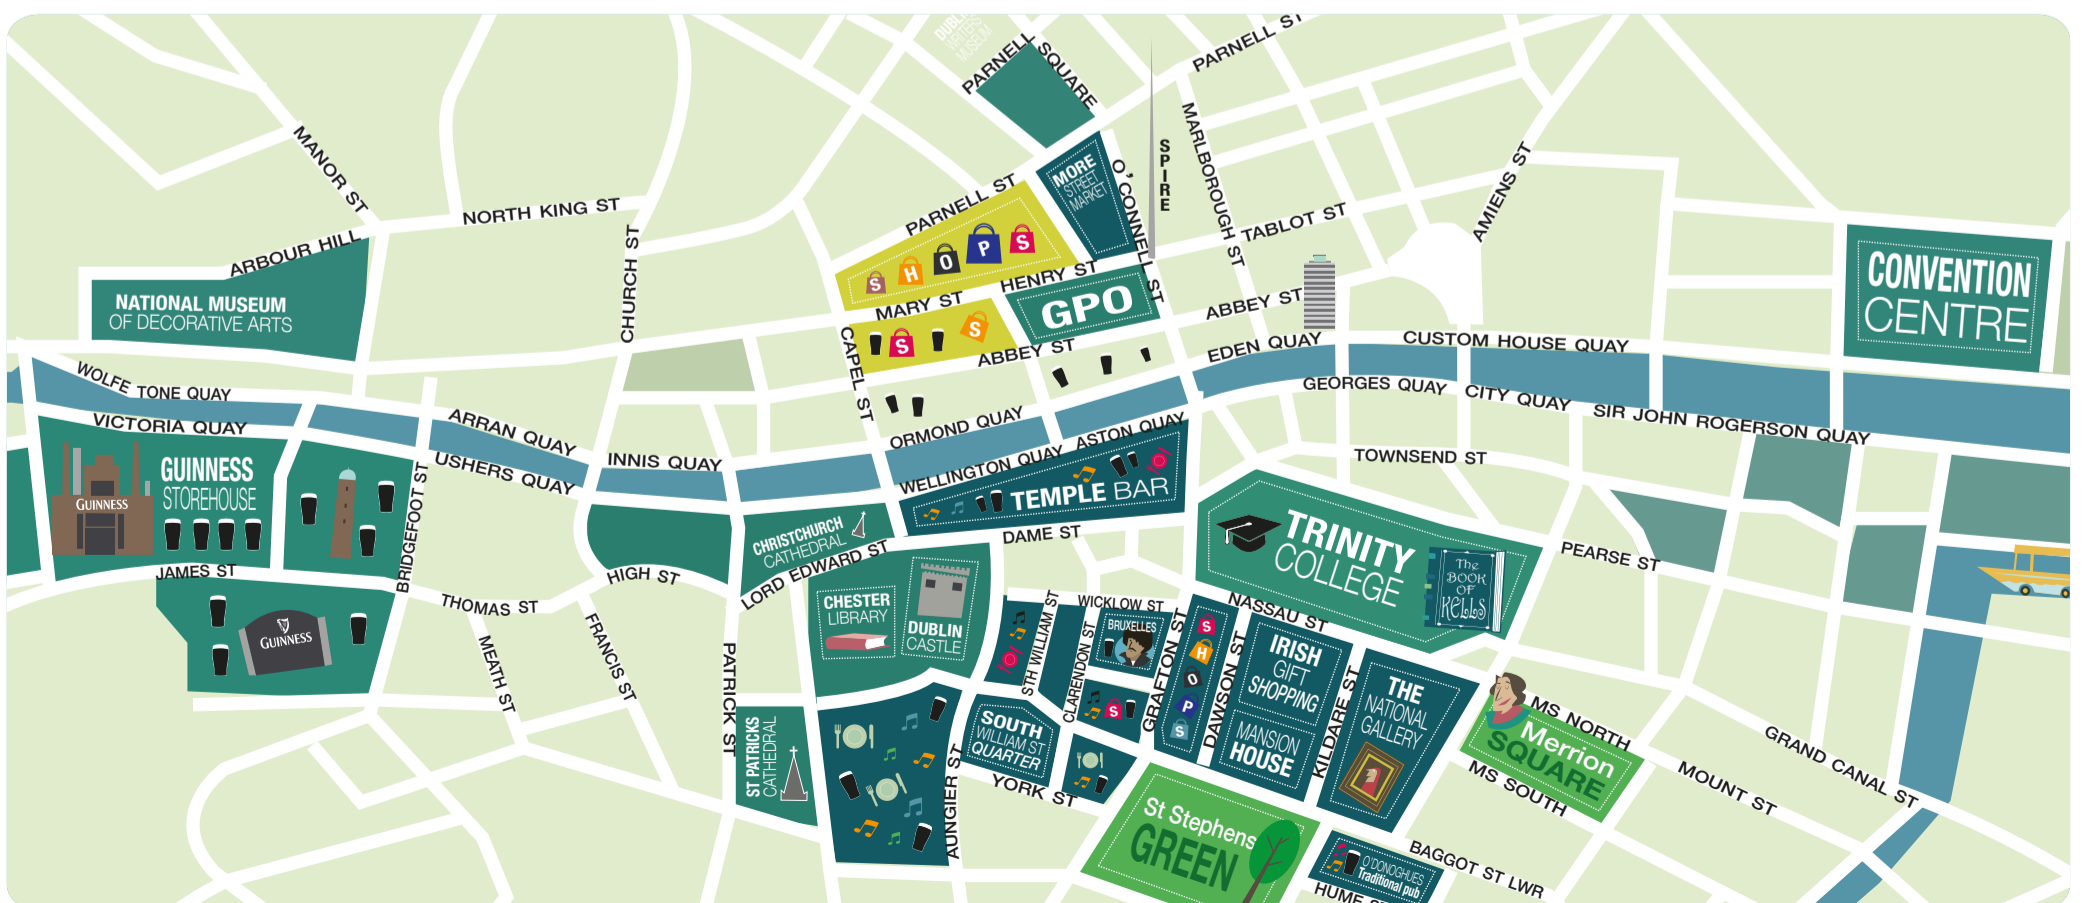 DUBLIN
WRITERS
MUSEUM
PARNELL
SQUARE
PARNELL ST
MANOR ST
NORTH KING ST
ARBOUR HILL
CHURCH ST
NATIONAL MUSEUM
OF DECORATIVE ARTS
PARNELL ST
MORE
STREET
MARKET
O'CONNELL ST
SPIRE
MARLBOROUGH ST
TABLOT ST
AMIENS ST
S H O P S
HENRY ST
MARY ST
GPO
S
S
ABBEY ST
ABBEY ST
CAPEL ST
EDEN QUAY
CUSTOM HOUSE QUAY
CONVENTION
CENTRE
WOLFE TONE QUAY
VICTORIA QUAY
ARRAN QUAY
USHERS QUAY
INNIS QUAY
ORMOND QUAY
WELLINGTON QUAY
ASTON QUAY
GEORGES QUAY
CITY QUAY
SIR JOHN ROGERSON QUAY
TOWNSEND ST
GUINNESS
STOREHOUSE
GUINNESS
BRIDGEFOOT ST
JAMES ST
GUINNESS
THOMAS ST
HIGH ST
CHRISTCHURCH
CATHEDRAL
LORD EDWARD ST
TEMPLE BAR
DAME ST
TRINITY
COLLEGE
The
BOOK
OF
KELLS
PEARSE ST
CHESTER
LIBRARY
DUBLIN
CASTLE
MEATH ST
FRANCIS ST
PATRICK ST
ST PATRICKS
CATHEDRAL
STH WILLIAM ST
WICKLOW ST
BRUXELLES
CLARENDON ST
S
GRAFTON ST
S
H
O
P
S
DAWSON ST
NASSAU ST
IRISH
GIFT
SHOPPING
MANSION
HOUSE
KILDARE ST
THE
NATIONAL
GALLERY
SOUTH
WILLIAM ST
QUARTER
YORK ST
AUNGIER ST
St Stephens
GREEN
MS NORTH
Merrion
SQUARE
MS SOUTH
MOUNT ST
GRAND CANAL ST
BAGGOT ST LWR
O'DONOGHUES
Traditional pub
HUME